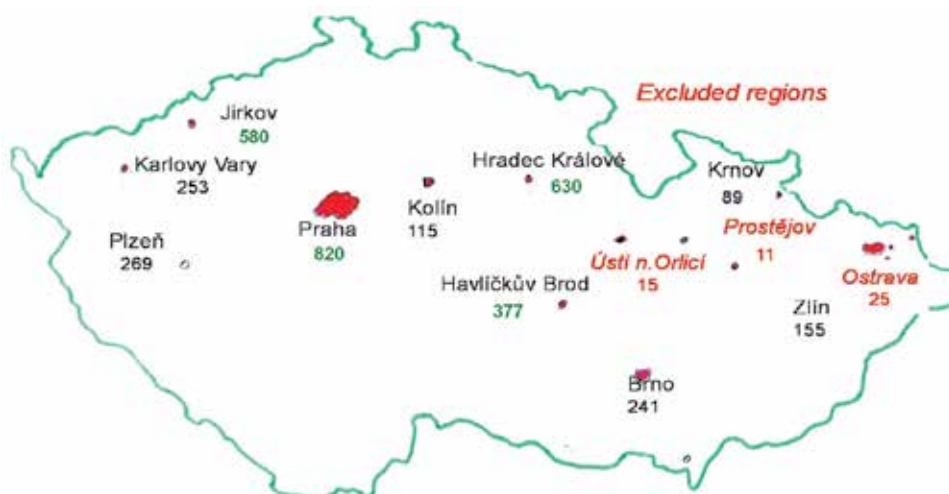 Excluded regions
Jirkov
580
Karlovy Vary
253
Hradec Králové
630
Krnov
89
Kolín
115
Praha
820
Prostějov
11
Plzeň
269
Ústí n.Orlicí
15
Ostrava
25
Havlíčkův Brod
377
Zlín
155
Brno
241